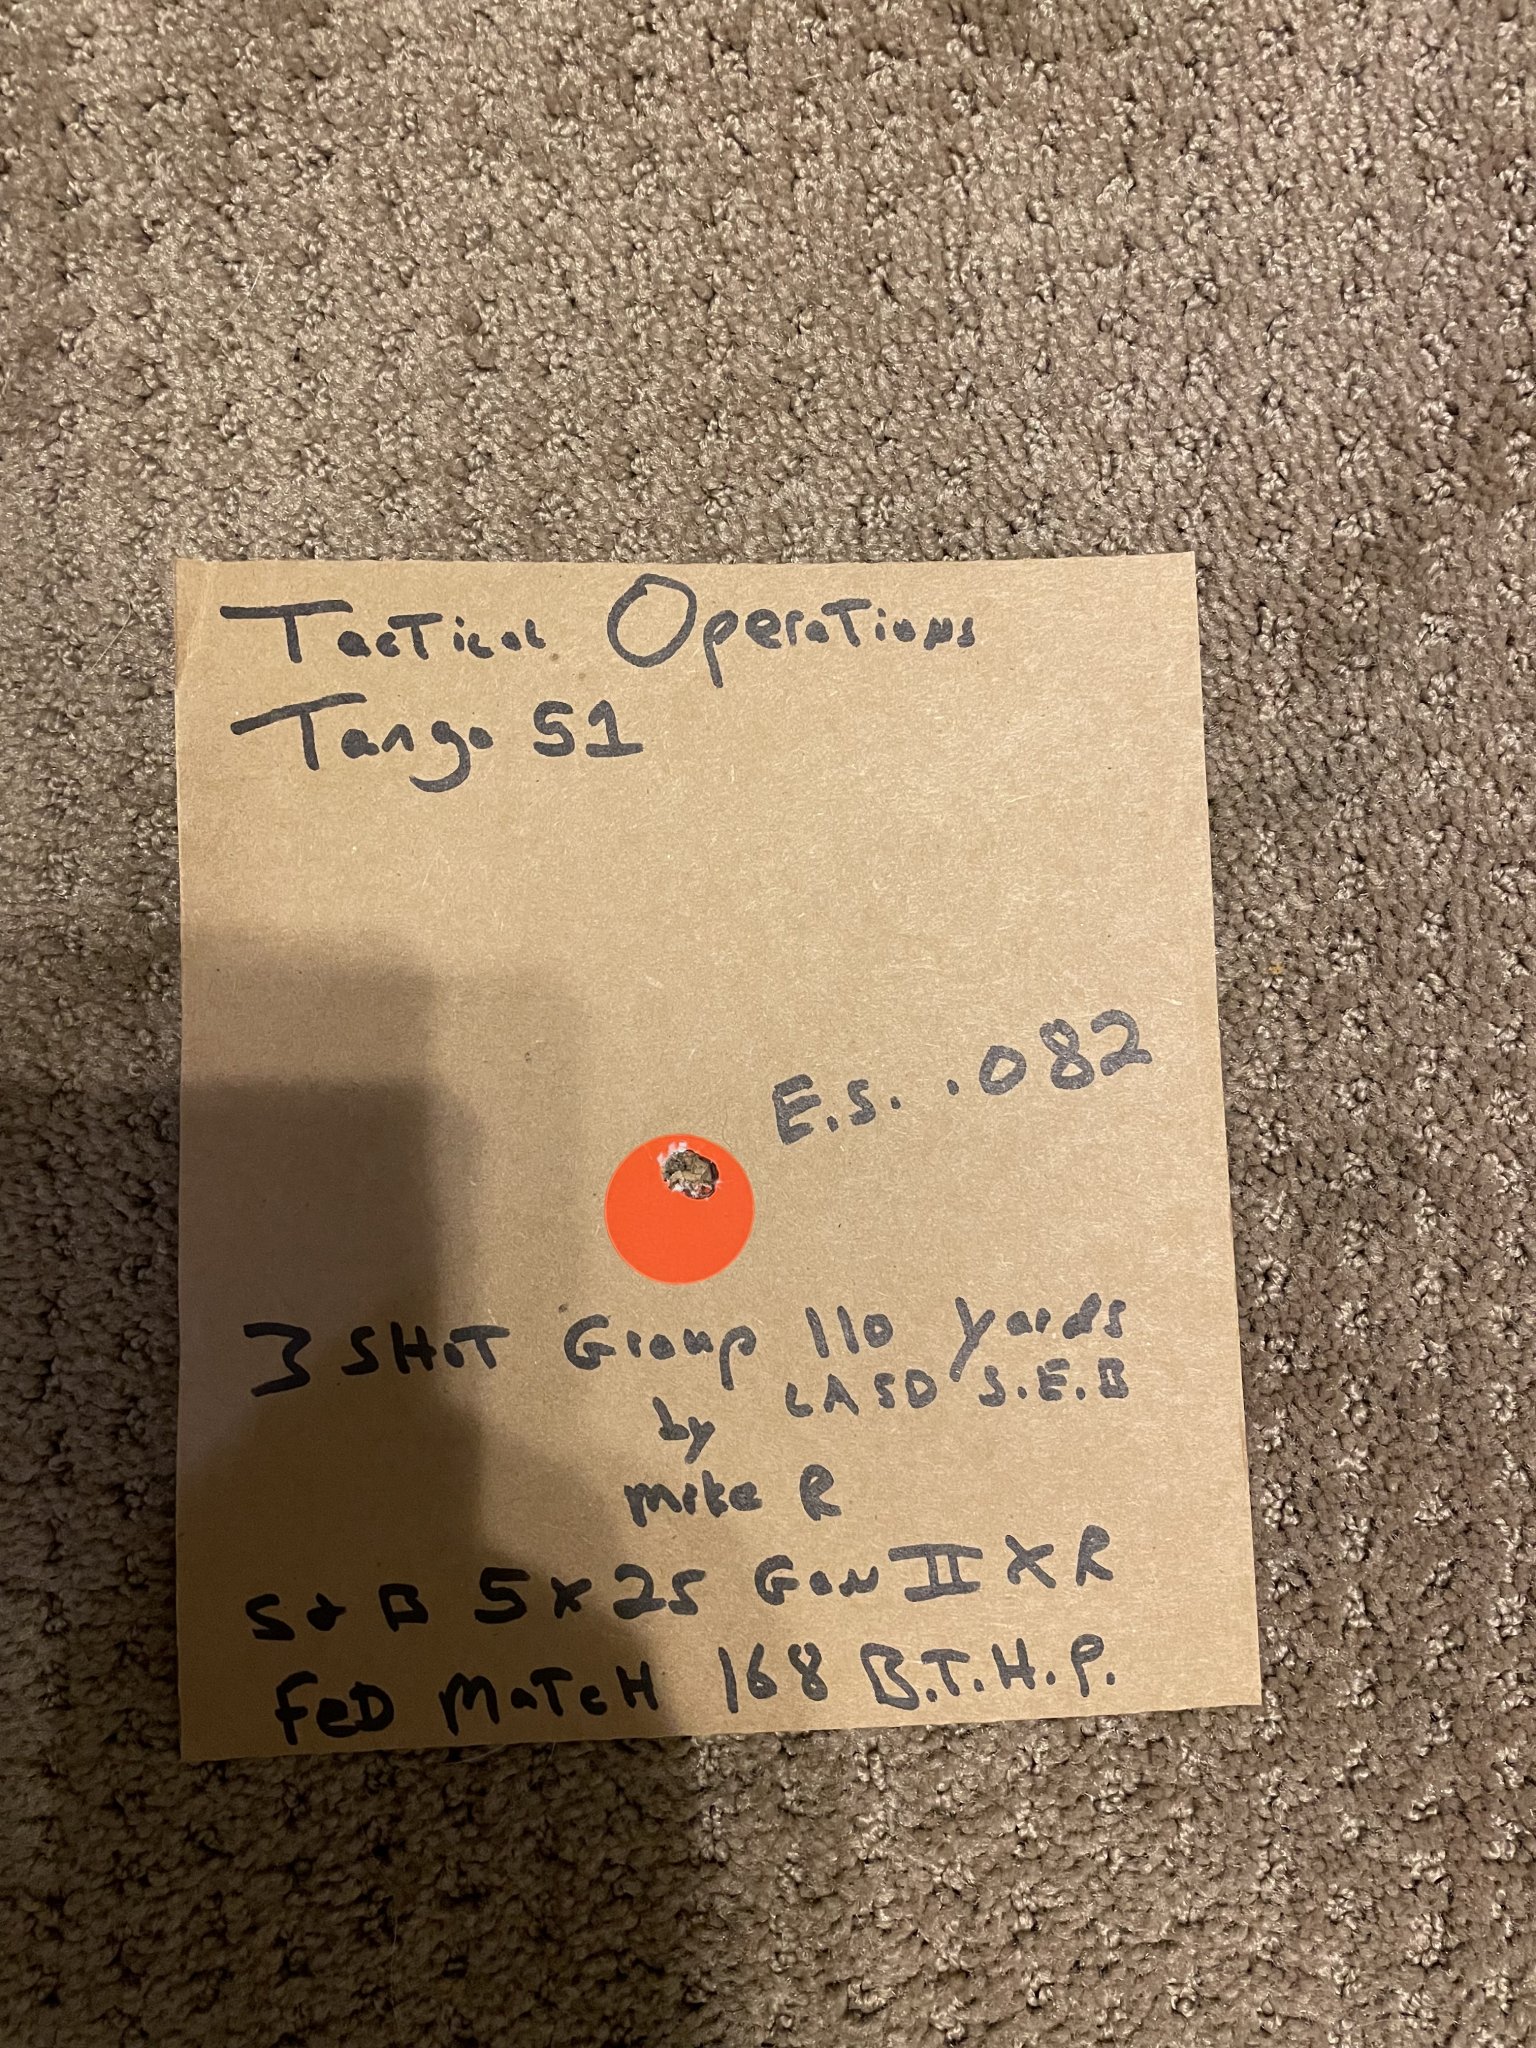 Tactical Operations
Tango 51
E.S. .082
3 SHOT Group 110 yards
LASD S.E.B
by
Mike R
S & B 5x25 Gen II XR
FeD MaTcH 168 B.T.H.P.